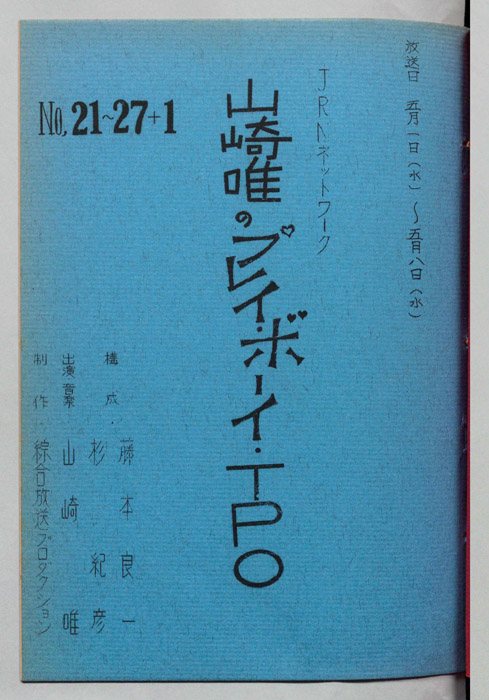 放送日 五月一日(水)〜五月八日(水)
JRNネットワーク
山崎唯のプレイ・ボーイ・TPO
No,21~27+1
構成・藤本良一
杉紀彦
出演音楽 山崎唯
制作・綜合放送プロダクション